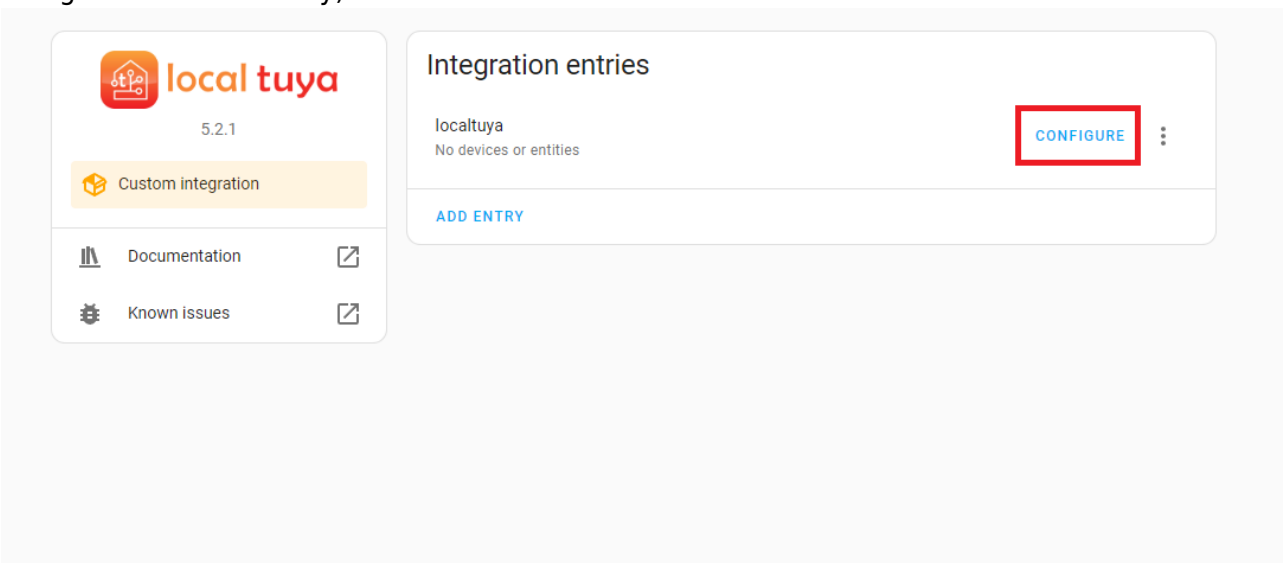 local tuya
5.2.1
Custom integration
Documentation
Known issues
Integration entries
localtuya
No devices or entities
CONFIGURE
ADD ENTRY